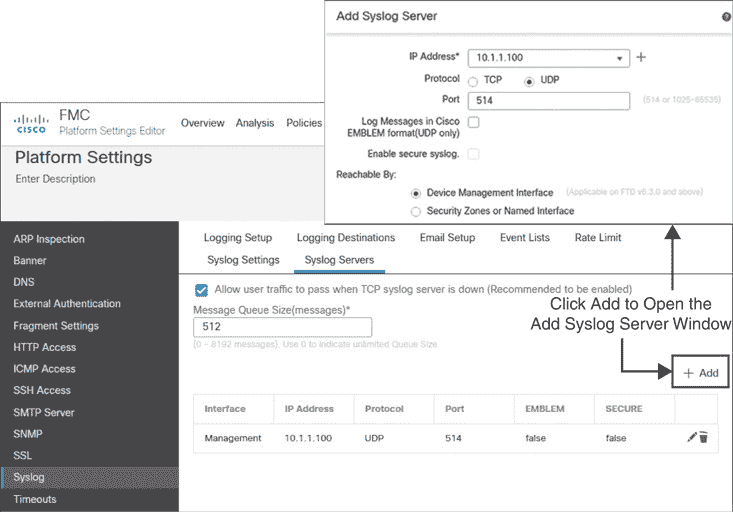 Add Syslog Server
?
IP Address*
10.1.1.100
+
Protocol
TCP
UDP
Port
514
(514 or 1025-65535)
Log Messages in Cisco
EMBLEM format(UDP only)
Enable secure syslog.
Reachable By:
Device Management Interface
(Applicable on FTD v6.3.0 and above)
Security Zones or Named Interface
CISCO
FMC
Platform Settings Editor
Overview Analysis Policies
Platform Settings
Enter Description
ARP Inspection
Banner
DNS
External Authentication
Fragment Settings
HTTP Access
ICMP Access
SSH Access
SMTP Server
SNMP
SSL
Syslog
Timeouts
Logging Setup Logging Destinations Email Setup Event Lists Rate Limit
Syslog Settings Syslog Servers
Allow user traffic to pass when TCP syslog server is down (Recommended to be enabled)
Message Queue Size(messages)*
512
(0 - 8192 messages). Use 0 to indicate unlimited Queue Size
Click Add to Open the
Add Syslog Server Window
+ Add
Interface IP Address Protocol Port EMBLEM SECURE
Management 10.1.1.100 UDP 514 false false